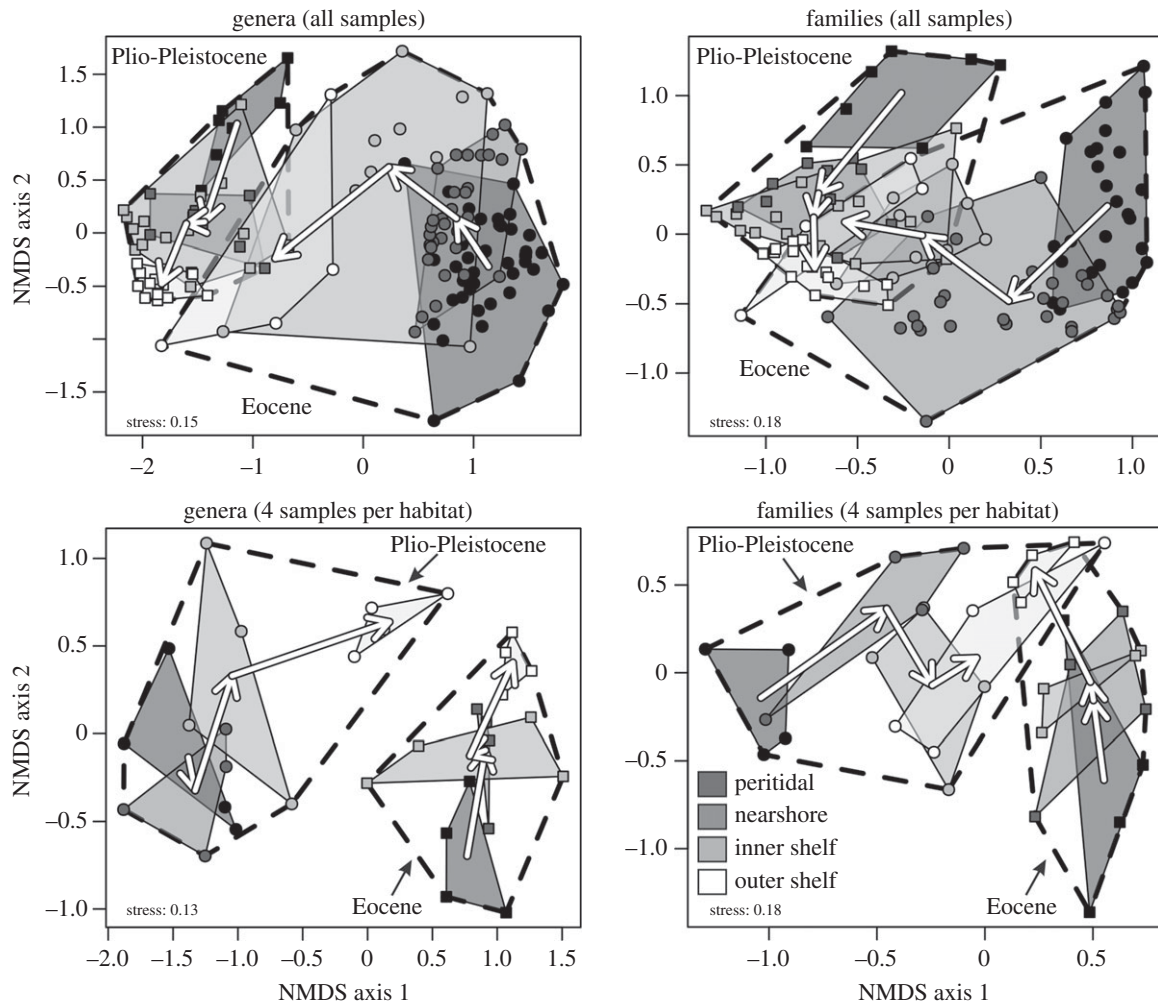 genera (all samples)
families (all samples)
Plio-Pleistocene
Plio-Pleistocene
1.5
1.0
0.5
0
–0.5
–1.5
NMDS axis 2
1.0
0.5
0
–0.5
–1.0
Eocene
Eocene
stress: 0.15
stress: 0.18
–2
–1
0
1
–1.0
–0.5
0
0.5
1.0
genera (4 samples per habitat)
families (4 samples per habitat)
Plio-Pleistocene
Plio-Pleistocene
1.0
0.5
0
–0.5
–1.0
NMDS axis 2
0.5
0
–0.5
–1.0
peritidal
nearshore
inner shelf
outer shelf
Eocene
Eocene
stress: 0.13
stress: 0.18
–2.0
–1.5
–1.0
–0.5
0
0.5
1.0
1.5
–1.0
–0.5
0
0.5
NMDS axis 1
NMDS axis 1